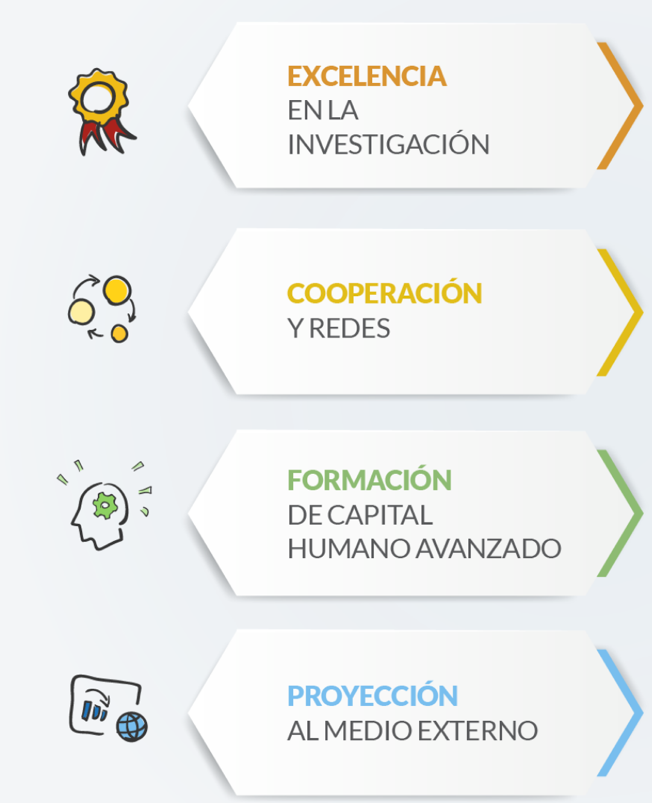 EXCELENCIA
EN LA
INVESTIGACIÓN
COOPERACIÓN
Y REDES
FORMACIÓN
DE CAPITAL
HUMANO AVANZADO
PROYECCIÓN
AL MEDIO EXTERNO